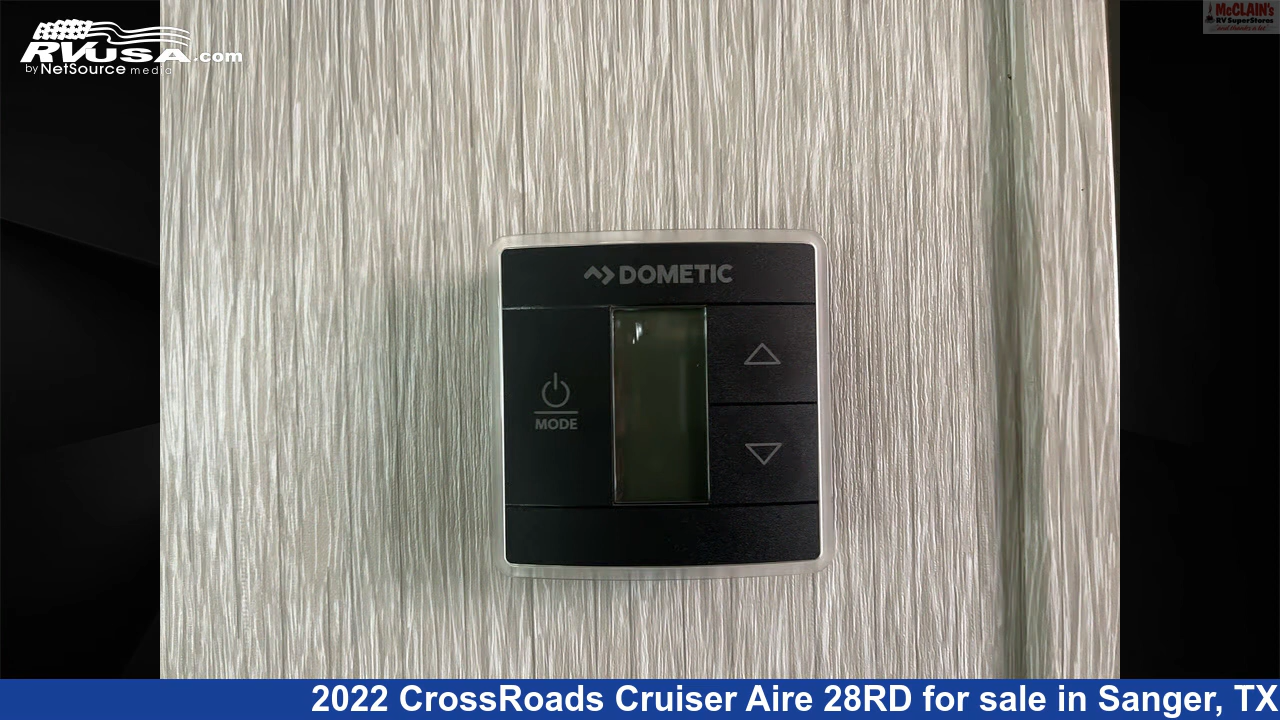 RVUSA.com
by NetSource media
McCLAIN'S
RV SuperStores
DOMETIC
MODE
2022 CrossRoads Cruiser Aire 28RD for sale in Sanger, TX